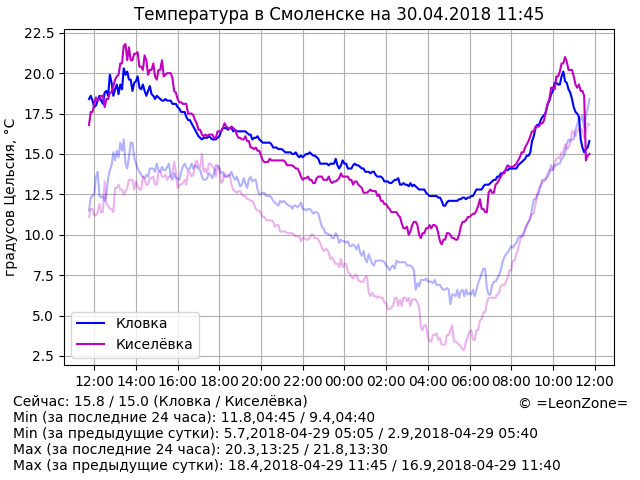 Температура в Смоленске на 30.04.2018 11:45
градусов Цельсия, °C
22.5
20.0
17.5
15.0
12.5
10.0
7.5
5.0
2.5
Кловка
Киселёвка
12:00 14:00 16:00 18:00 20:00 22:00 00:00 02:00 04:00 06:00 08:00 10:00 12:00
© =LeonZone=
Сейчас: 15.8 / 15.0 (Кловка / Киселёвка)
Min (за последние 24 часа): 11.8,04:45 / 9.4,04:40
Min (за предыдущие сутки): 5.7,2018-04-29 05:05 / 2.9,2018-04-29 05:40
Max (за последние 24 часа): 20.3,13:25 / 21.8,13:30
Max (за предыдущие сутки): 18.4,2018-04-29 11:45 / 16.9,2018-04-29 11:40